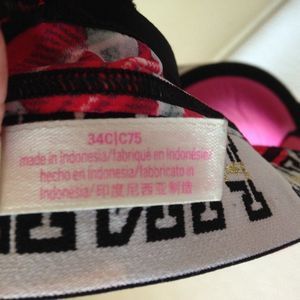 34C|C75
made in Indonesia/fabriqué en Indonésie/
hecho en Indonesia/fabricato in
Indonesia/印度尼西亚制造